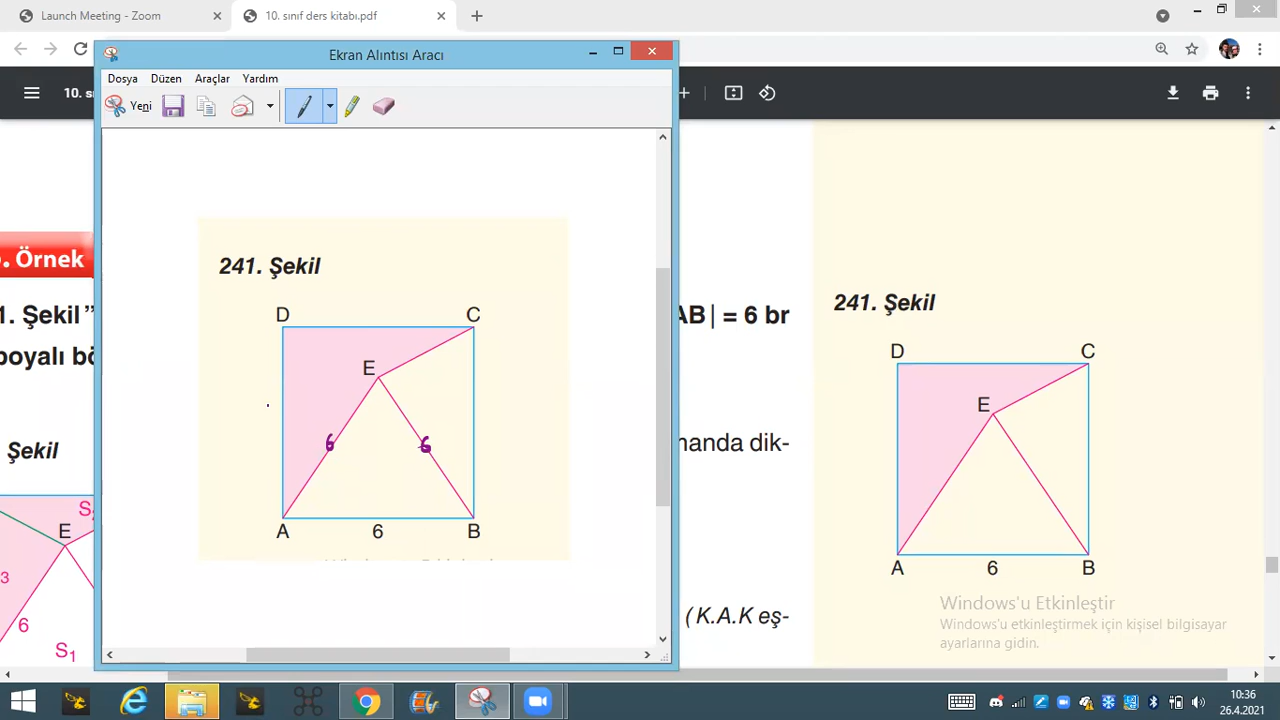 Launch Meeting - Zoom
10. sınıf ders kitabı.pdf
Ekran Alıntısı Aracı
Dosya Düzen Araçlar Yardım
Yeni
10. sı
241. Şekil
D C
E
6 6
A 6 B
. Örnek
1. Şekil”
boyalı bö
Şekil
S
E
3
6
S1
AB| = 6 br
manda dik-
(K.A.K eş-
241. Şekil
D C
E
A 6 B
Windows'u Etkinleştir
Windows'u etkinleştirmek için kişisel bilgisayar
ayarlarına gidin.
10:36
26.4.2021